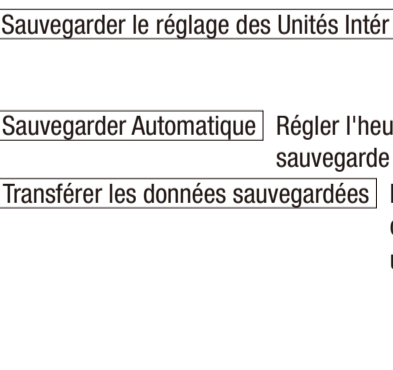 Sauvegarder le réglage des Unités Intér
Sauvegarder Automatique Régler l'heu
sauvegarde
Transférer les données sauvegardées